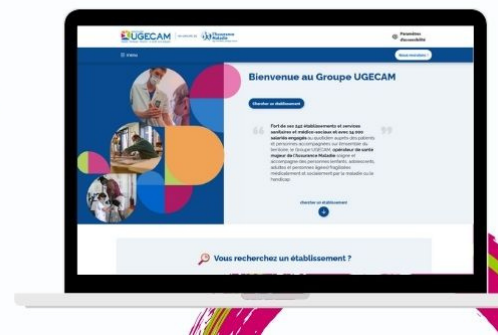 UGECAM
l'Assurance Maladie
Paramètres
d'accessibilité
menu
Nous rejoindre
Bienvenue au Groupe UGECAM
Chercher un établissement
Fort de ses 242 établissements et services
sanitaires et médico-sociaux et avec 14 000
salariés engagés au quotidien auprès des patients
et personnes accompagnées sur l'ensemble du
territoire, le Groupe UGECAM, opérateur de santé
majeur de l'Assurance Maladie soigne et
accompagne des personnes (enfants, adolescents,
adultes et personnes âgées) fragilisées
médicalement et socialement par la maladie ou le
handicap.
chercher un établissement
Vous recherchez un établissement ?